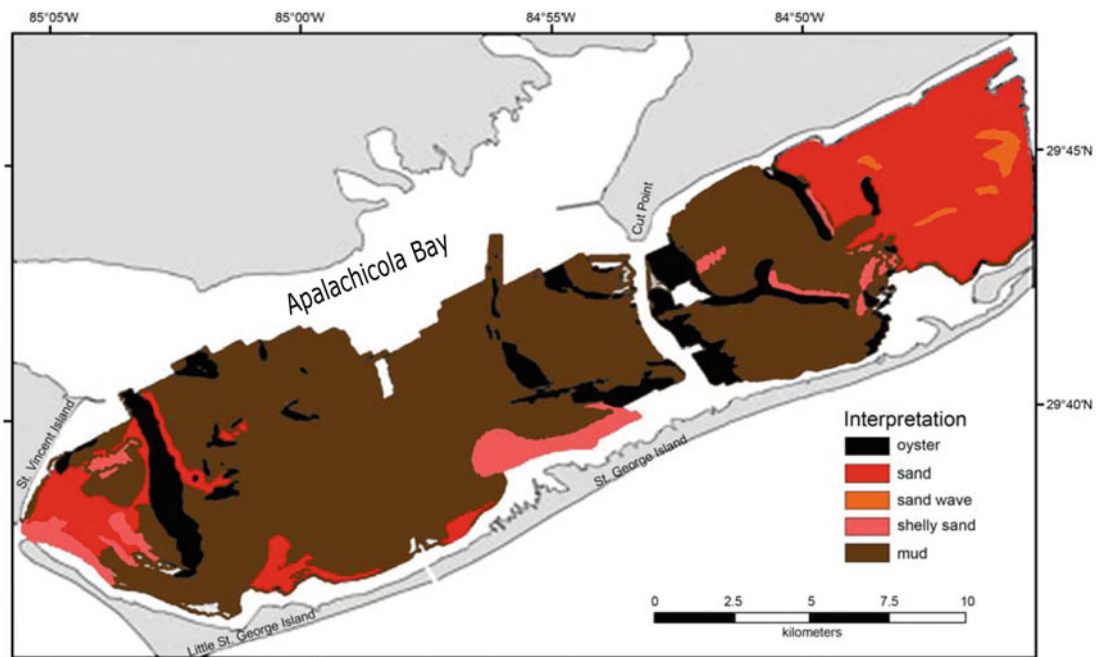 85°05'W
85°00'W
84°55'W
84°50'W
29°45'N
Cut Point
Apalachicola Bay
29°40'N
St. Vincent Island
St. George Island
Little St. George Island
Interpretation
oyster
sand
sand wave
shelly sand
mud
0 2.5 5 7.5 10
kilometers